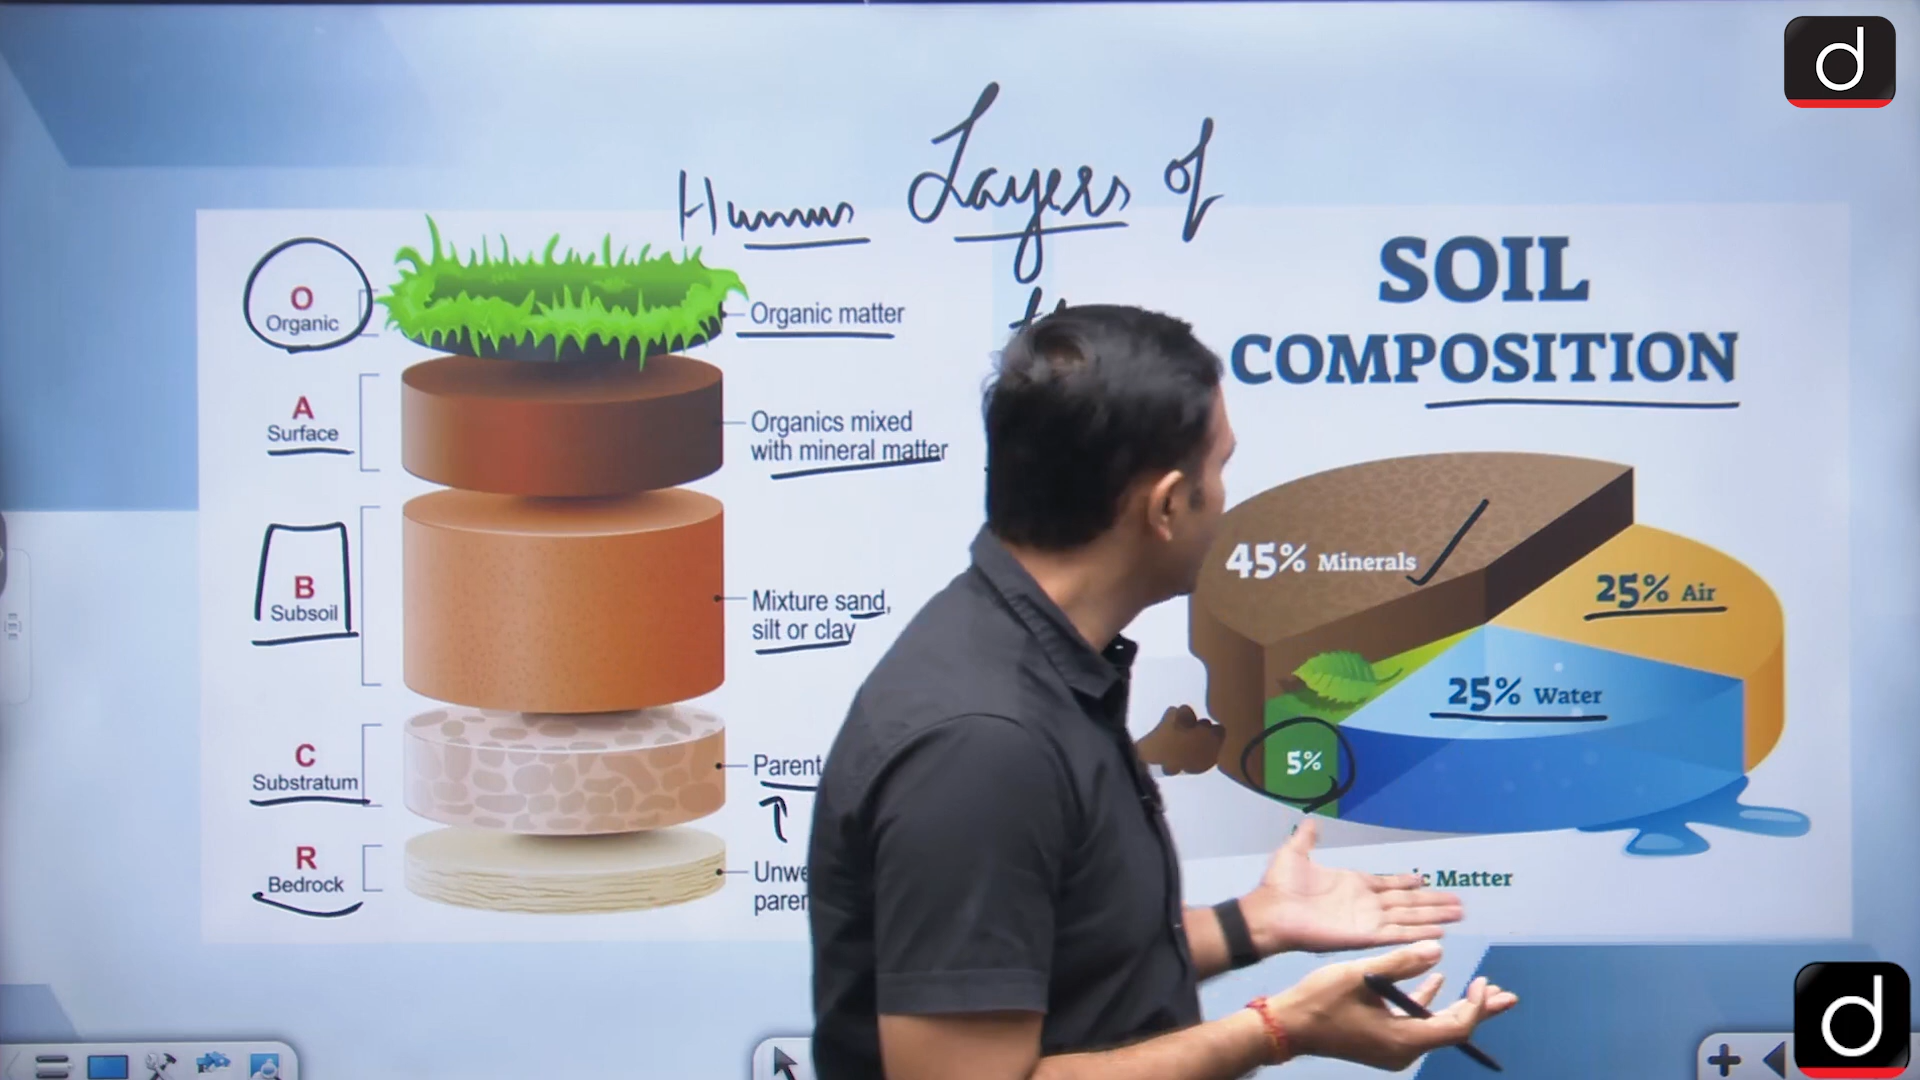 d
Humus Layers of
O
Organic
Organic matter
A
Surface
Organics mixed
with mineral matter
B
Subsoil
Mixture sand,
silt or clay
C
Substratum
Parent
R
Bedrock
SOIL
COMPOSITION
45% Minerals
25% Air
25% Water
5%
Matter
d